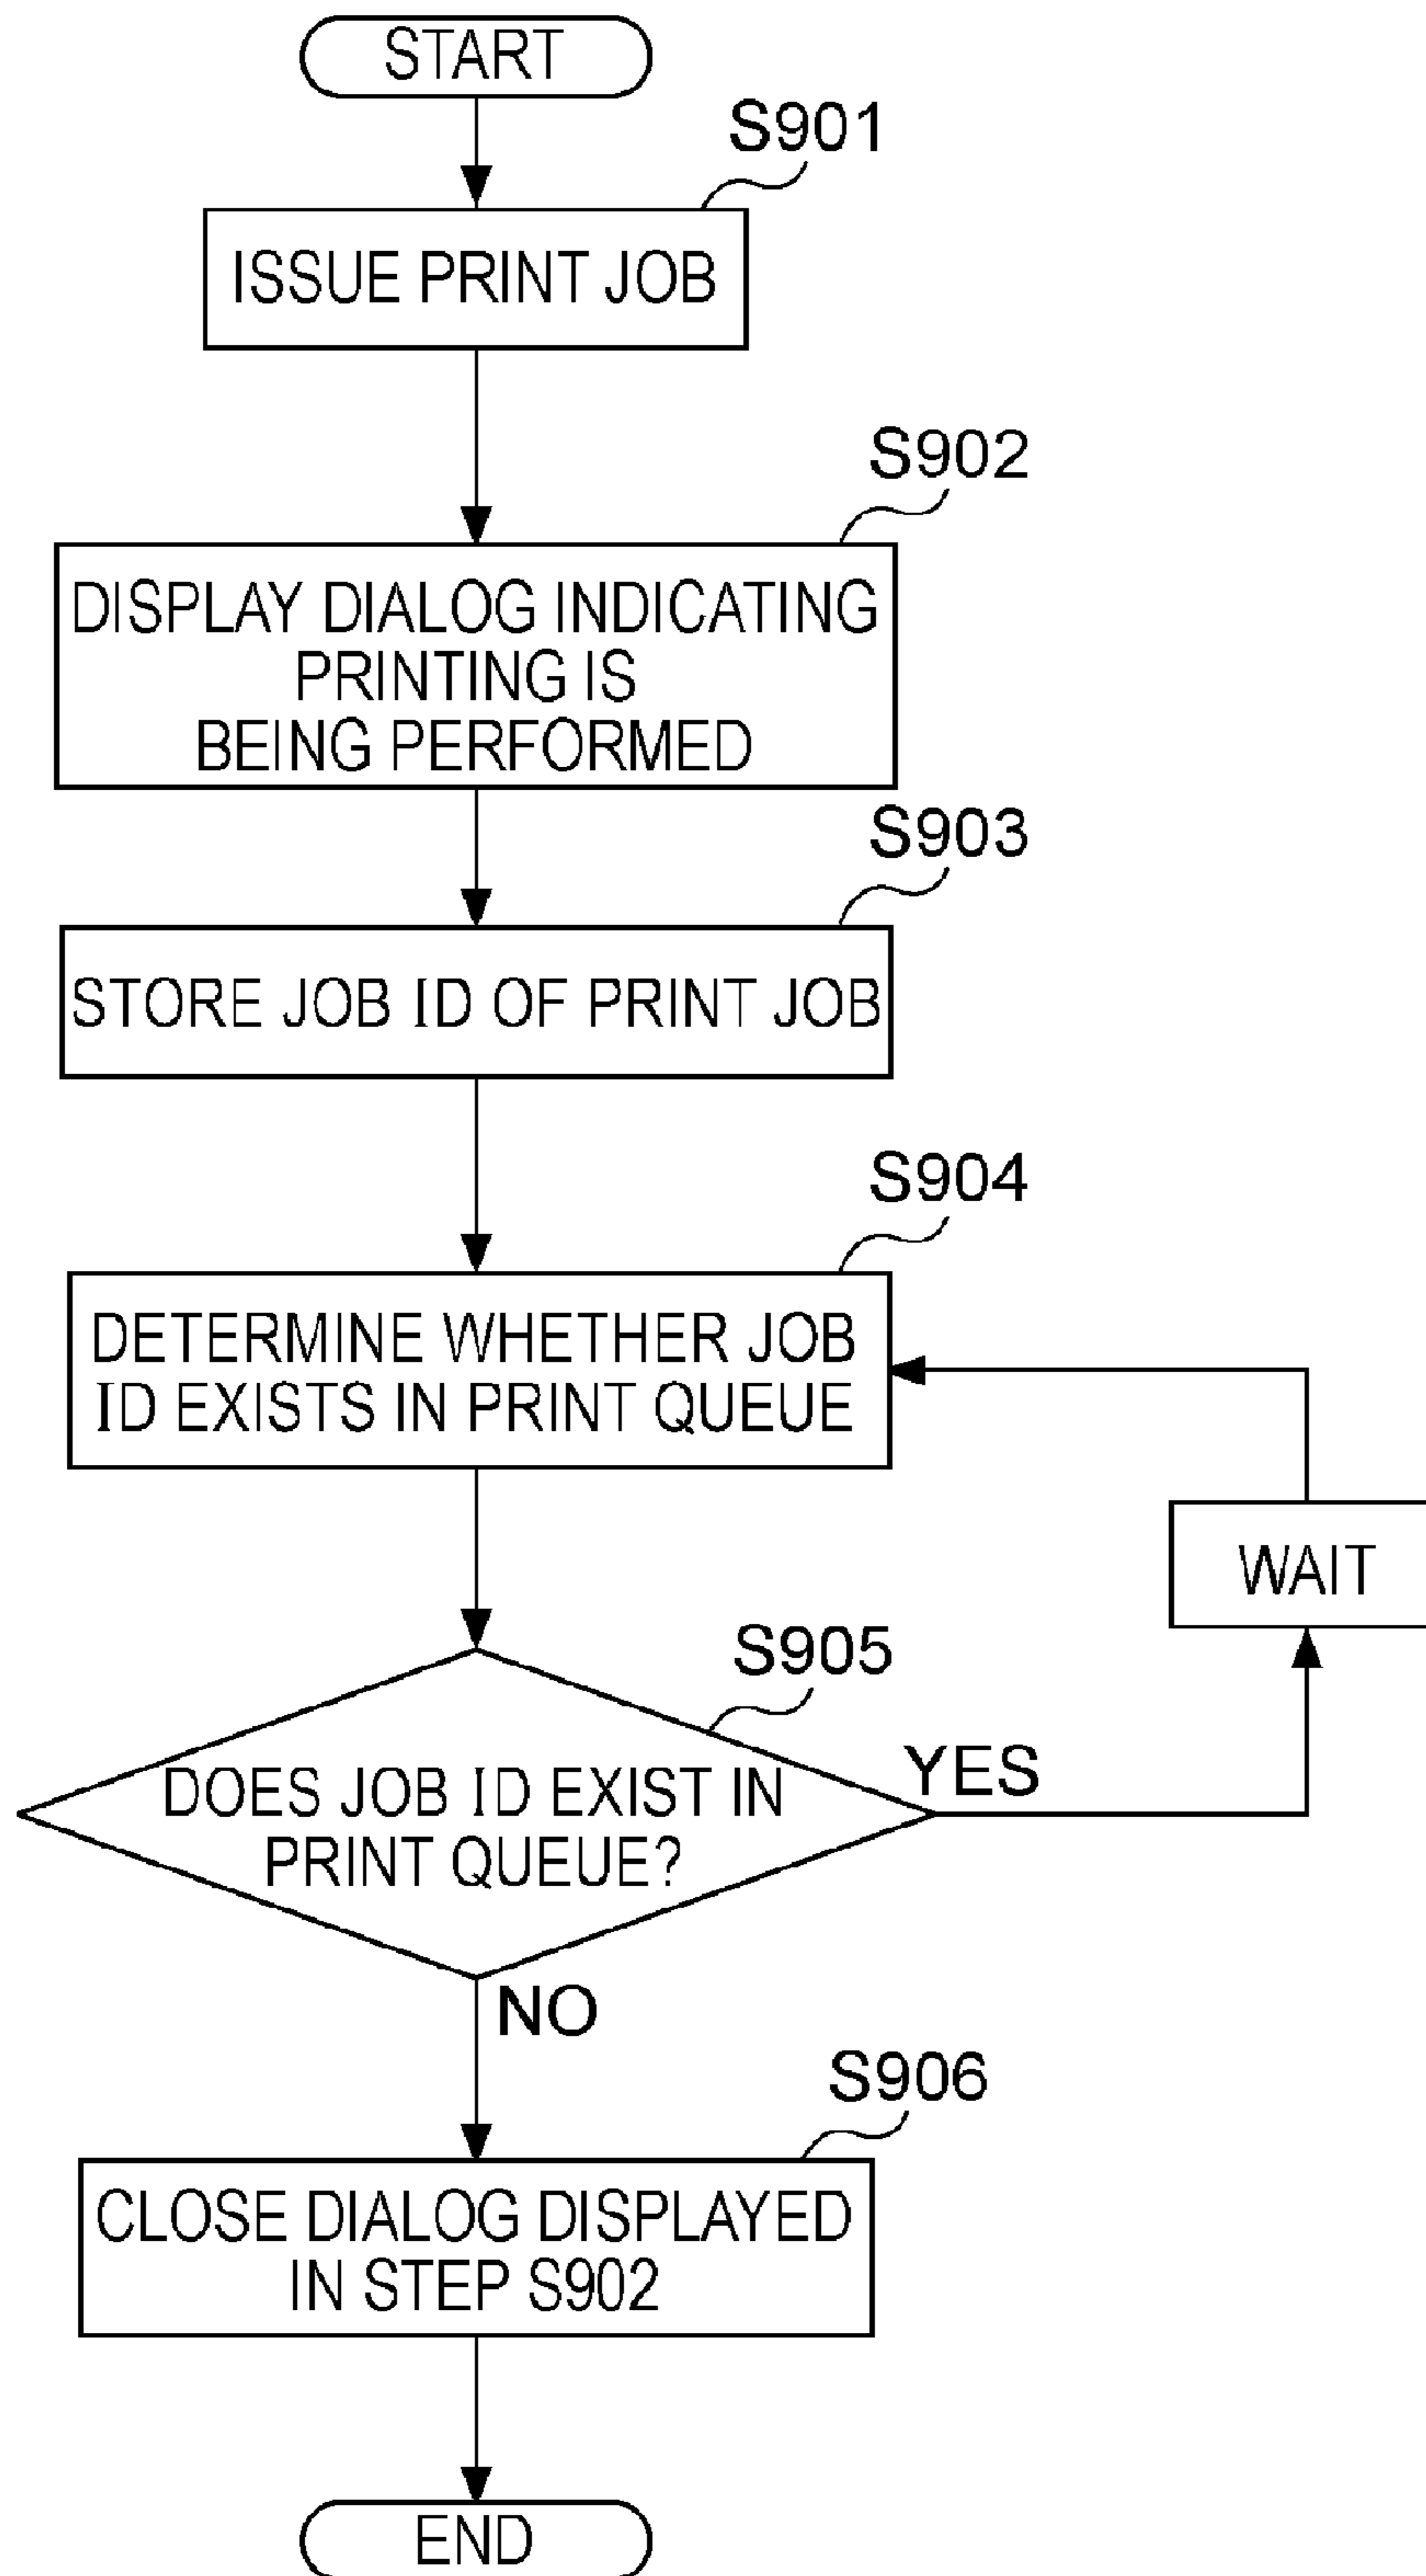 START
S901
ISSUE PRINT JOB
S902
DISPLAY DIALOG INDICATING
PRINTING IS
BEING PERFORMED
S903
STORE JOB ID OF PRINT JOB
S904
DETERMINE WHETHER JOB
ID EXISTS IN PRINT QUEUE
WAIT
S905
DOES JOB ID EXIST IN
PRINT QUEUE?
YES
NO
S906
CLOSE DIALOG DISPLAYED
IN STEP S902
END